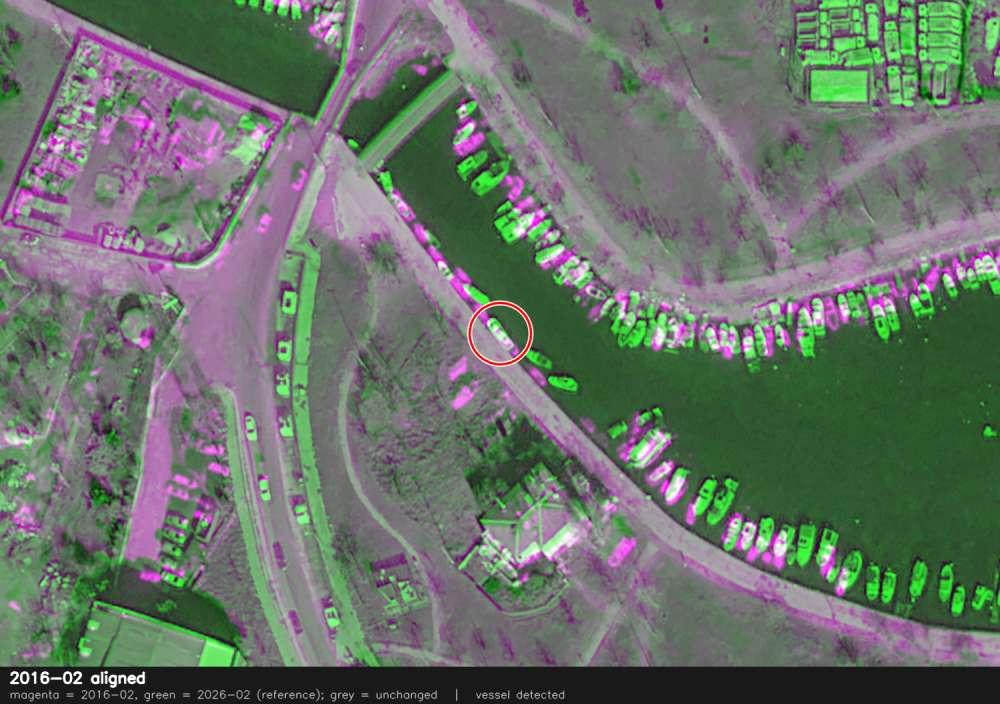 2016-02 aligned
magenta = 2016-02, green = 2026-02 (reference); grey = unchanged | vessel detected